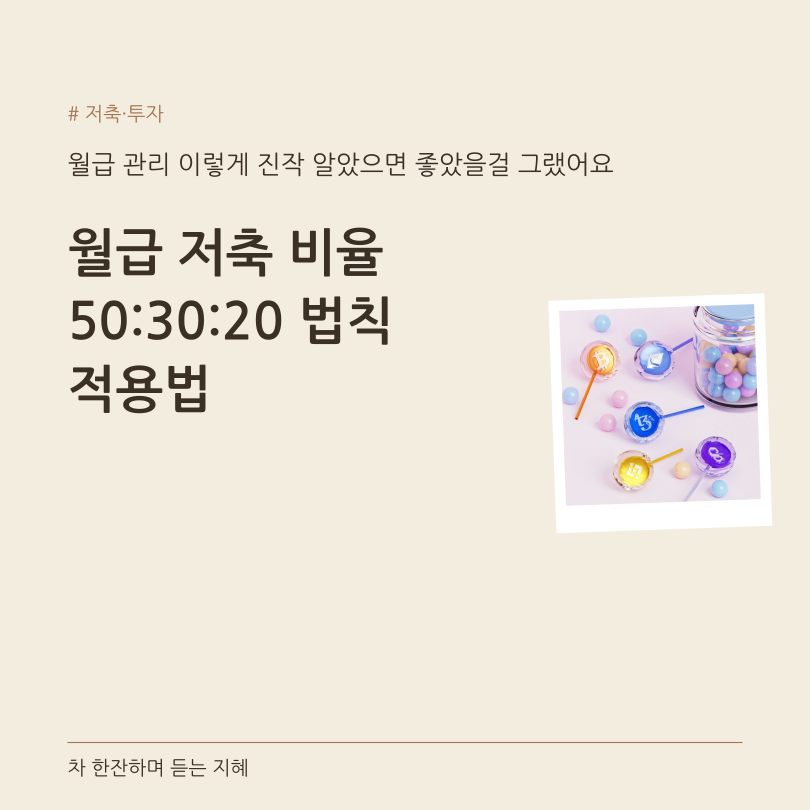 # 저축·투자
월급 관리 이렇게 진작 알았으면 좋았을걸 그랬어요
월급 저축 비율
50:30:20 법칙
적용법
차 한잔하며 듣는 지혜